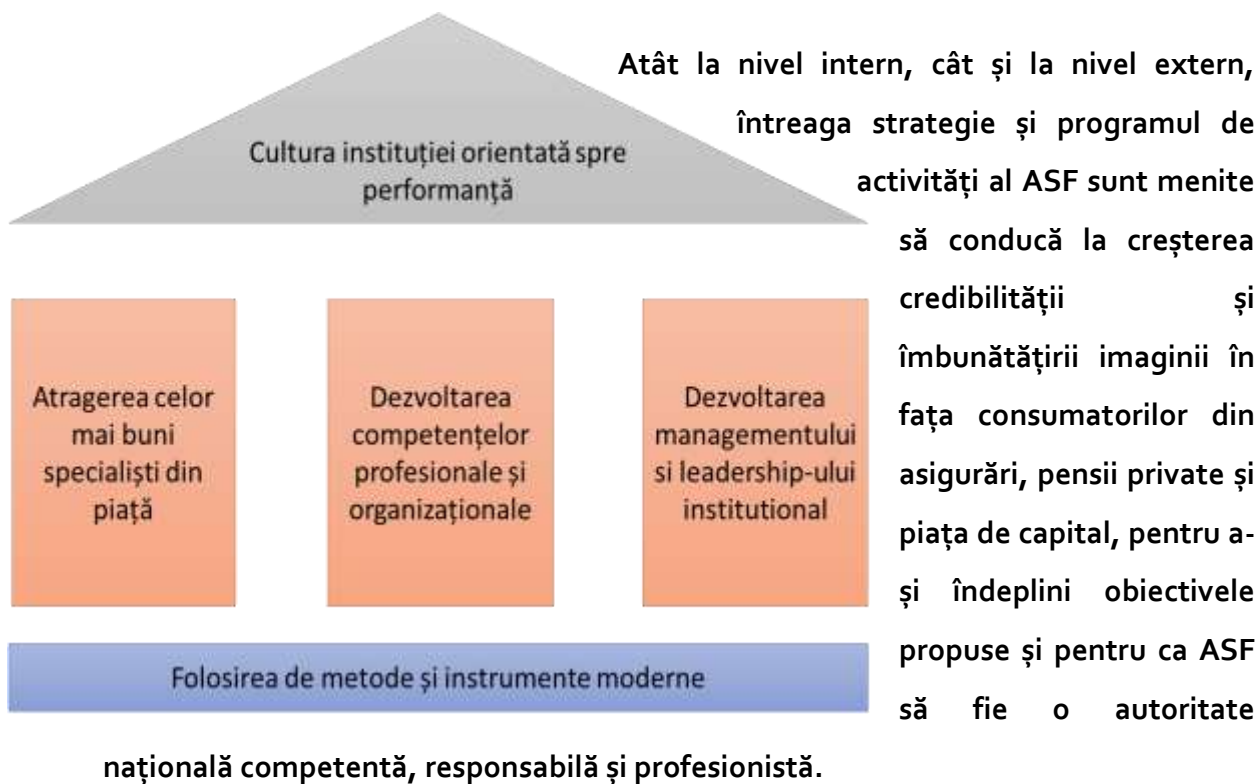 Atât la nivel intern, cât și la nivel extern,
întreaga strategie și programul de
activități al ASF sunt menite
să conducă la creșterea
credibilității și
îmbunătățirii imaginii în
fața consumatorilor din
asigurări, pensii private și
piața de capital, pentru a-
și îndeplini obiectivele
propuse și pentru ca ASF
să fie o autoritate
națională competentă, responsabilă și profesionistă.
Cultura instituției orientată spre
performanță
Atragerea celor
mai buni
specialiști din
piață
Dezvoltarea
competențelor
profesionale și
organizaționale
Dezvoltarea
managementului
si leadership-ului
institutional
Folosirea de metode și instrumente moderne